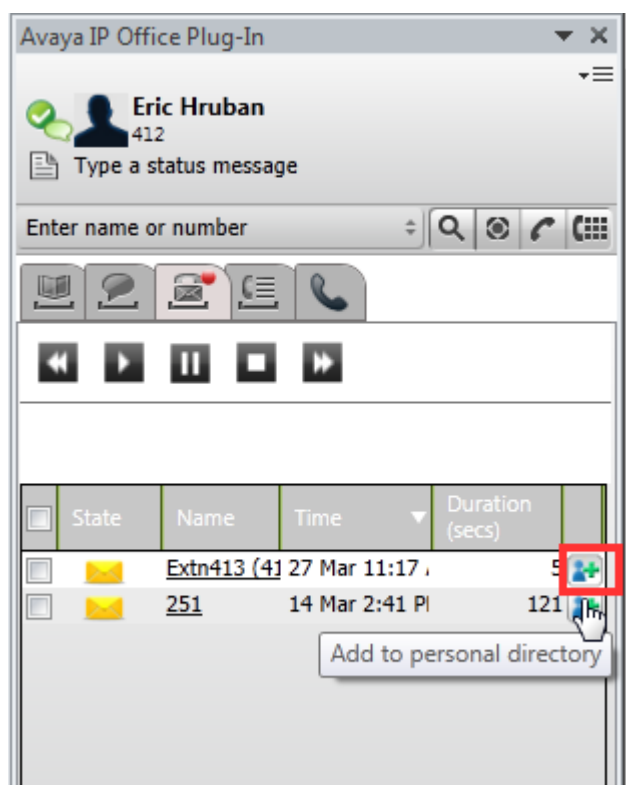 Avaya IP Office Plug-In
Eric Hruban
412
Type a status message
Enter name or number
State Name Time Duration (secs)
Extn413 (41 27 Mar 11:17 5
251 14 Mar 2:41 P 121
Add to personal directory